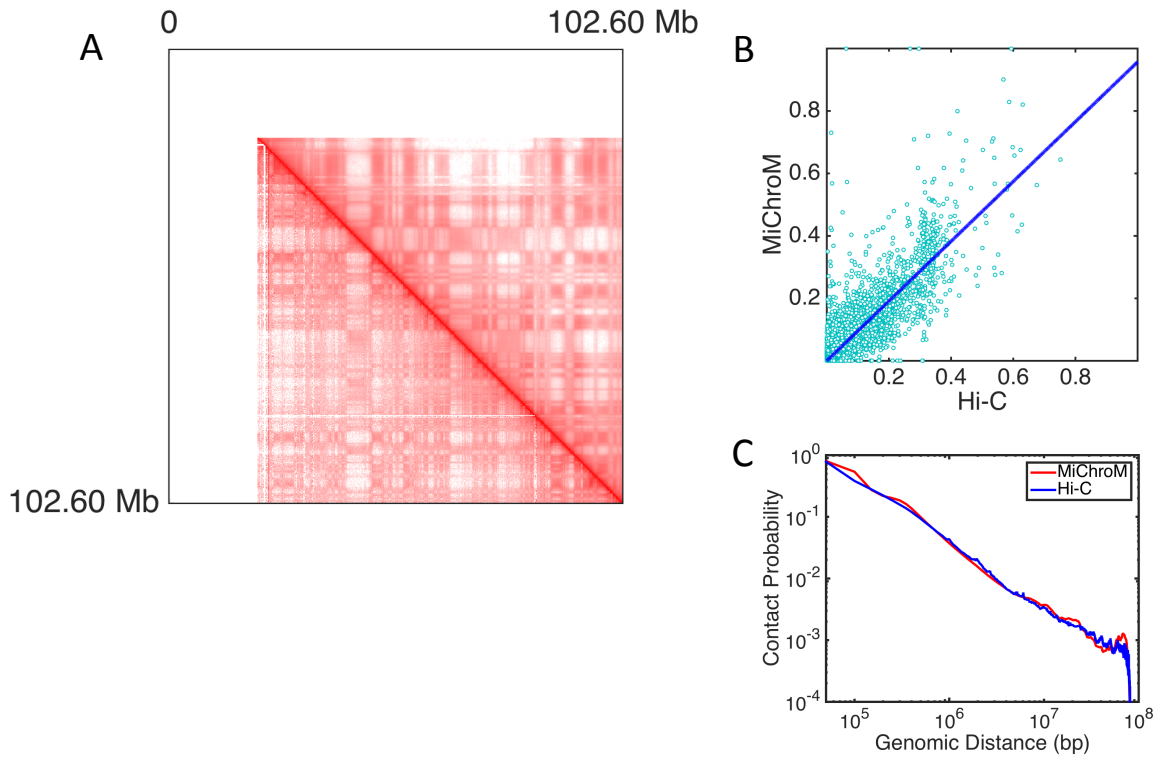 A
0
102.60 Mb
102.60 Mb
B
MiChroM
0.8
0.6
0.4
0.2
0.2
0.4
0.6
0.8
Hi-C
C
Contact Probability
10^0
10^-1
10^-2
10^-3
10^-4
MiChroM
Hi-C
10^5
10^6
10^7
10^8
Genomic Distance (bp)